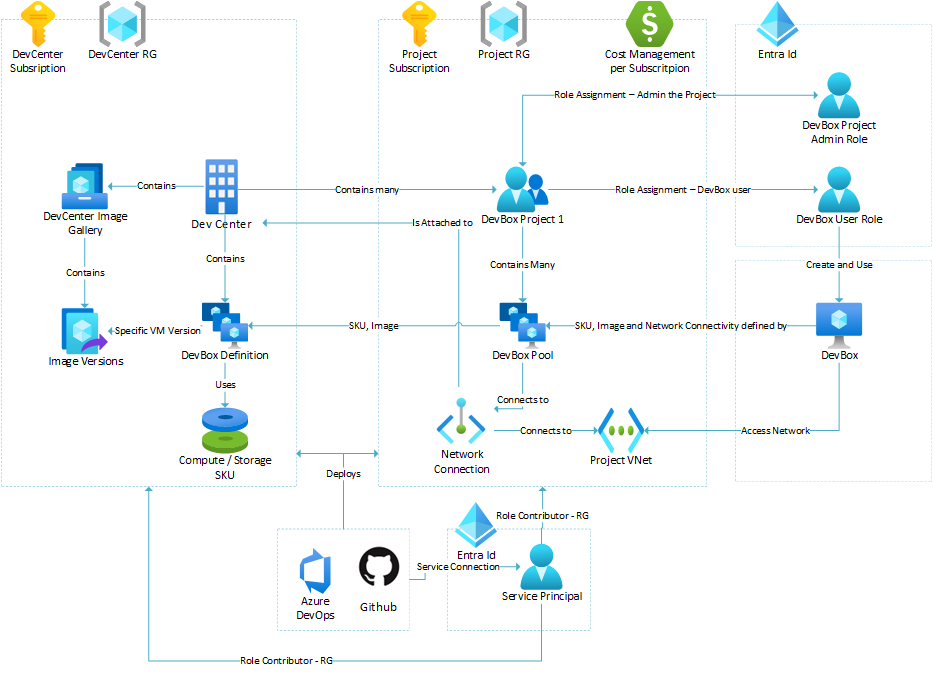 DevCenter
Subsription
DevCenter RG
Project
Subscription
Project RG
Cost Management
per Subscritpion
Entra Id
Role Assignment – Admin the Project
DevBox Project
Admin Role
Contains
Contains many
Role Assignment – DevBox user
DevCenter Image
Gallery
Dev Center
Is Attached to
DevBox Project 1
DevBox User Role
Contains
Contains
Contains Many
Create and Use
Specific VM Version
SKU, Image
SKU, Image and Network Connectivity defined by
Image Versions
DevBox Definition
DevBox Pool
DevBox
Uses
Connects to
Connects to
Access Network
Compute / Storage
SKU
Network
Connection
Project VNet
Deploys
Role Contributor - RG
Entra Id
Service Connection
Azure
DevOps
Github
Service Principal
Role Contributor - RG